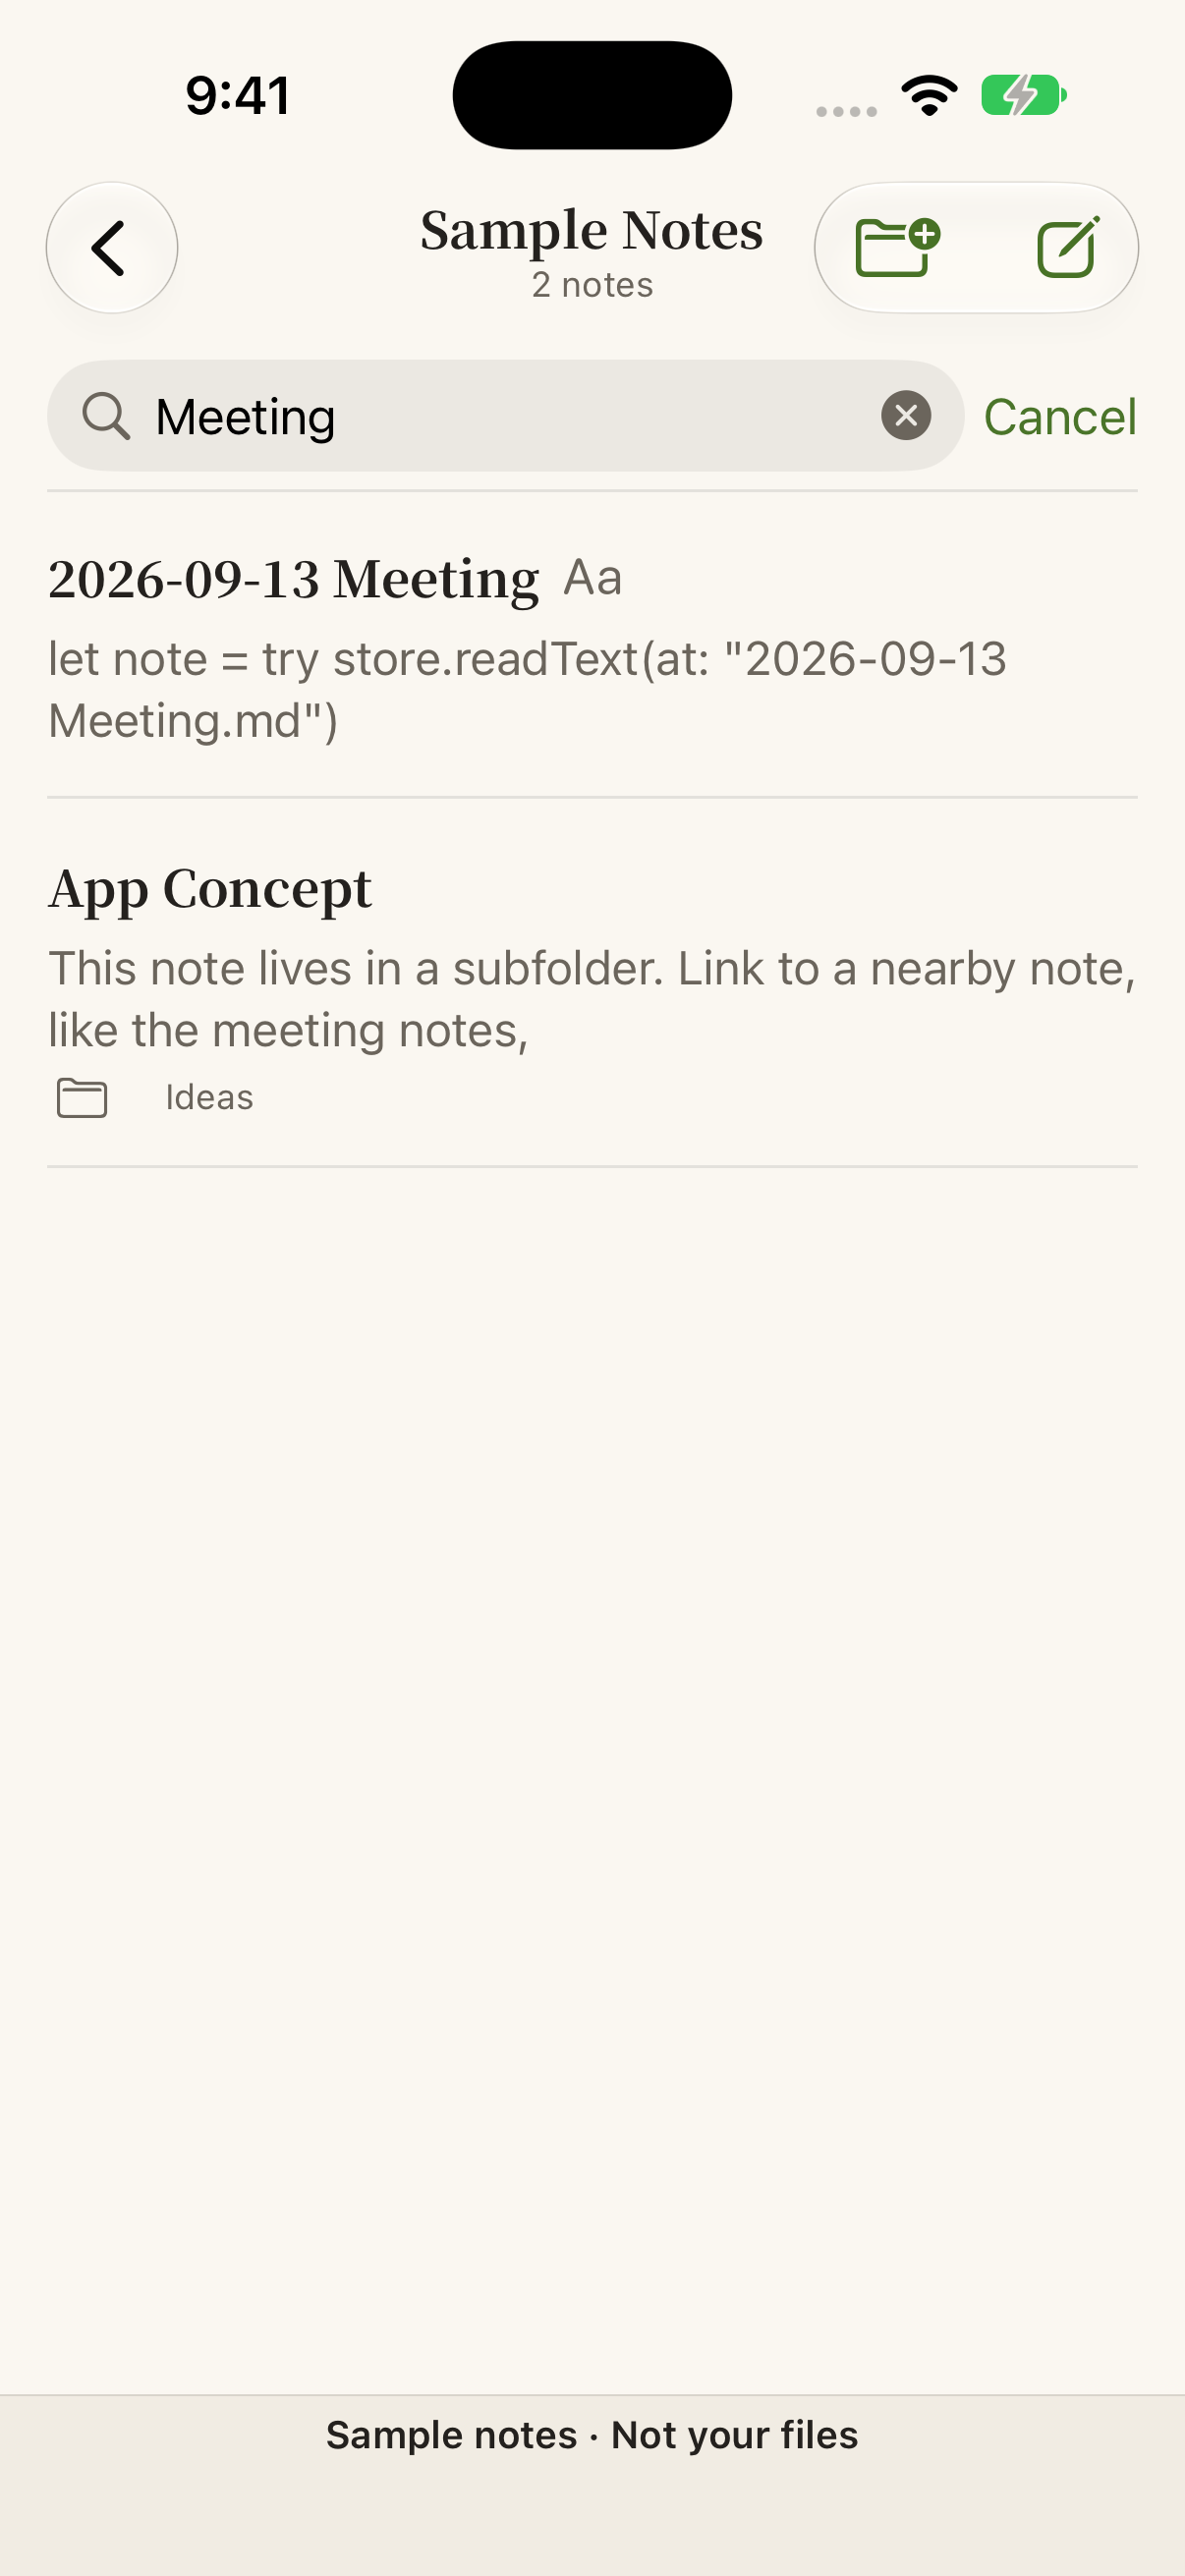 9:41
Sample Notes
2 notes
Meeting
Cancel
2026-09-13 Meeting Aa
let note = try store.readText(at: "2026-09-13
Meeting.md")
App Concept
This note lives in a subfolder. Link to a nearby note,
like the meeting notes,
Ideas
Sample notes · Not your files